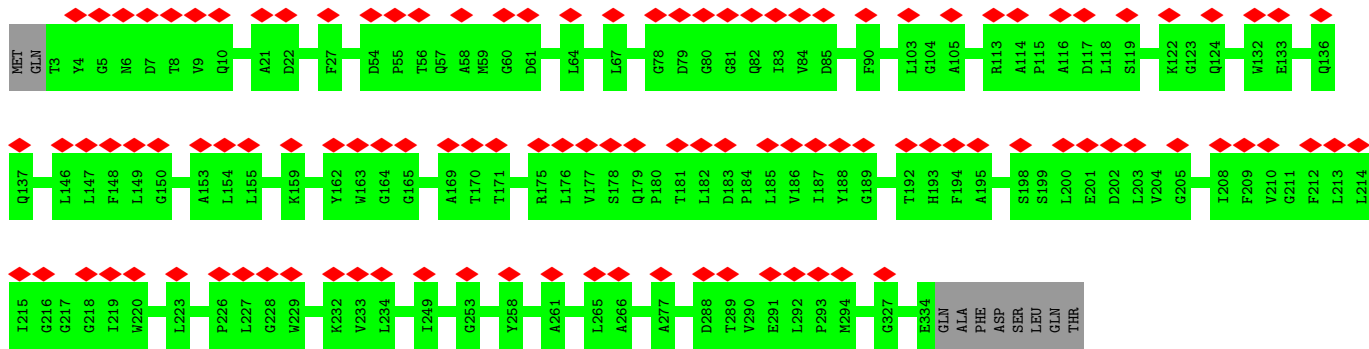 MET GLN T3 Y4 G5 N6 D7 T8 V9 Q10 A21 D22 F27 D54 P55 T56 Q57 A58 M59 G60 D61 L64 L67 G78 D79 G80 G81 Q82 I83 V84 D85 F90 L103 G104 A105 R113 A114 P115 A116 D117 L118 S119 K122 G123 Q124 W132 E133 Q136
Q137 L146 L147 F148 L149 G150 A153 L154 L155 K159 Y162 W163 G164 G165 A169 T170 T171 R175 L176 V177 S178 Q179 P180 T181 L182 D183 P184 L185 V186 I187 Y188 G189 T192 H193 F194 A195 S198 S199 L200 E201 D202 L203 V204 G205 I208 F209 V210 G211 F212 L213 L214
I215 G216 G217 G218 I219 W220 L223 P226 L227 G228 W229 K232 V233 L234 I249 G253 Y258 A261 L265 A266 A277 D288 T289 V290 E291 L292 P293 M294 G327 E334 GLN ALA PHE ASP SER LEU GLN THR